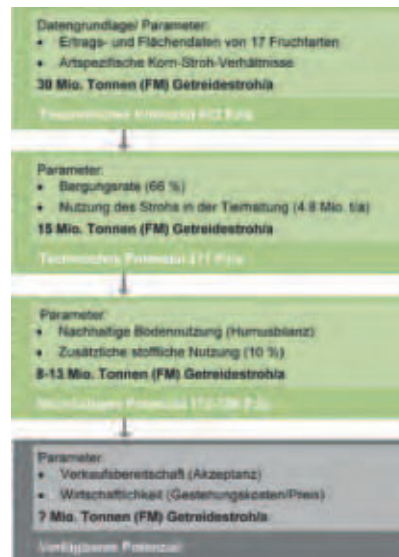 Datengrundlage/ Parameter:
• Ertrags- und Flächendaten von 17 Fruchtarten
• Artspezifische Korn-Stroh-Verhältnisse
30 Mio. Tonnen (FM) Getreidestroh/a
Theoretisches Potenzial
Parameter:
• Bergungsrate (66 %)
• Nutzung des Strohs in der Tierhaltung (4.8 Mio. t/a)
15 Mio. Tonnen (FM) Getreidestroh/a
Technisches Potenzial
Parameter:
• Nachhaltige Bodennutzung (Humusbilanz)
• Zusätzliche stoffliche Nutzung (10 %)
8-13 Mio. Tonnen (FM) Getreidestroh/a
Potenzial
Parameter:
• Verkaufsbereitschaft (Akzeptanz)
• Wirtschaftlichkeit (Gestehungskosten/Preis)
? Mio. Tonnen (FM) Getreidestroh/a
Verfügbares Potenzial